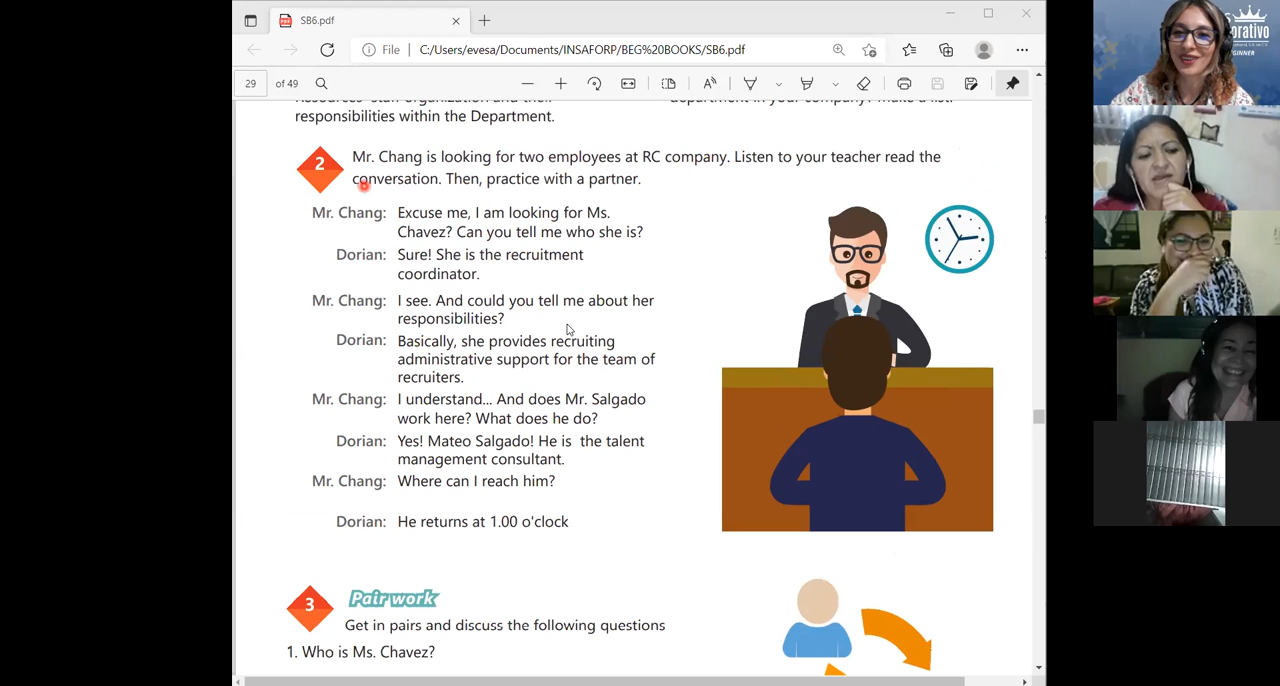 SB6.pdf
File C:/Users/evesa/Documents/INSAFORP/BEG%20BOOKS/SB6.pdf
29 of 49
responsibilities within the Department.
2
Mr. Chang is looking for two employees at RC company. Listen to your teacher read the
conversation. Then, practice with a partner.
Mr. Chang: Excuse me, I am looking for Ms.
Chavez? Can you tell me who she is?
Dorian: Sure! She is the recruitment
coordinator.
Mr. Chang: I see. And could you tell me about her
responsibilities?
Dorian: Basically, she provides recruiting
administrative support for the team of
recruiters.
Mr. Chang: I understand... And does Mr. Salgado
work here? What does he do?
Dorian: Yes! Mateo Salgado! He is the talent
management consultant.
Mr. Chang: Where can I reach him?
Dorian: He returns at 1.00 o'clock
3
Pair work
Get in pairs and discuss the following questions
1. Who is Ms. Chavez?